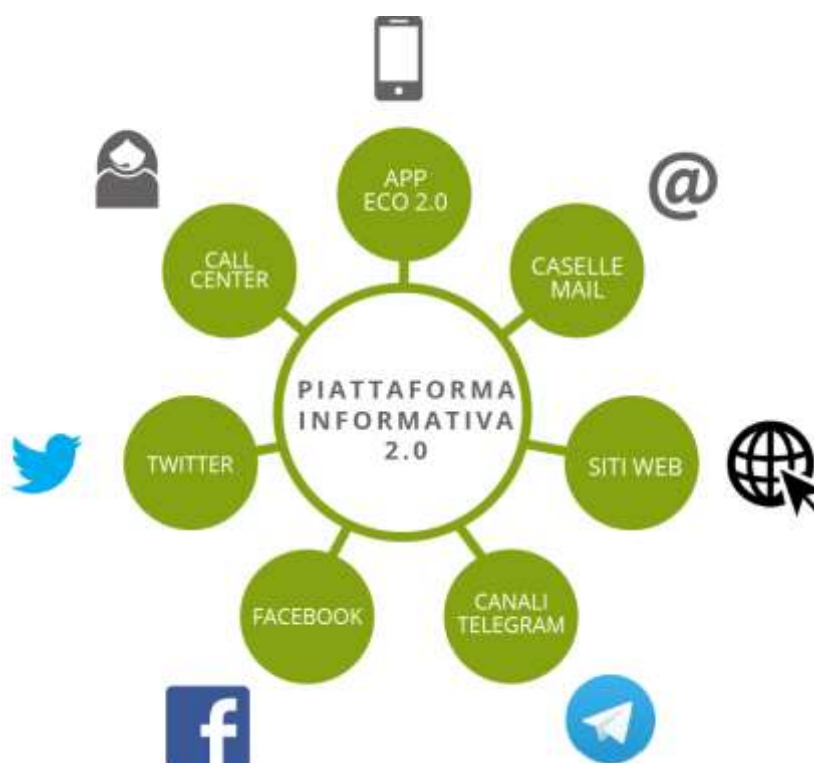 APP
ECO 2.0
CASELLE
MAIL
SITI WEB
CANALI
TELEGRAM
FACEBOOK
TWITTER
CALL
CENTER
PIATTAFORMA
INFORMATIVA
2.0
@
f